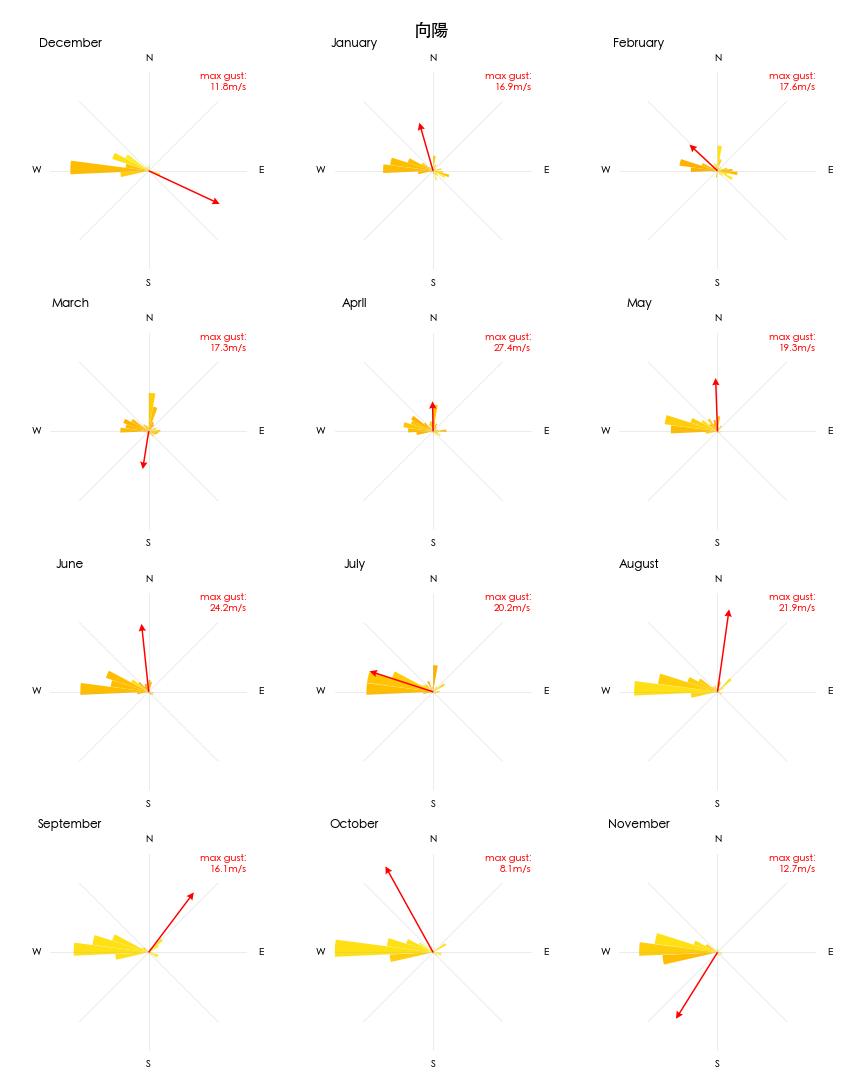 向陽
December
January
February
N
N
N
max gust:
11.8m/s
max gust:
16.9m/s
max gust:
17.6m/s
W
E
W
E
W
E
S
S
S
March
April
May
N
N
N
max gust:
17.3m/s
max gust:
27.4m/s
max gust:
19.3m/s
W
E
W
E
W
E
S
S
S
June
July
August
N
N
N
max gust:
24.2m/s
max gust:
20.2m/s
max gust:
21.9m/s
W
E
W
E
W
E
S
S
S
September
October
November
N
N
N
max gust:
16.1m/s
max gust:
8.1m/s
max gust:
12.7m/s
W
E
W
E
W
E
S
S
S